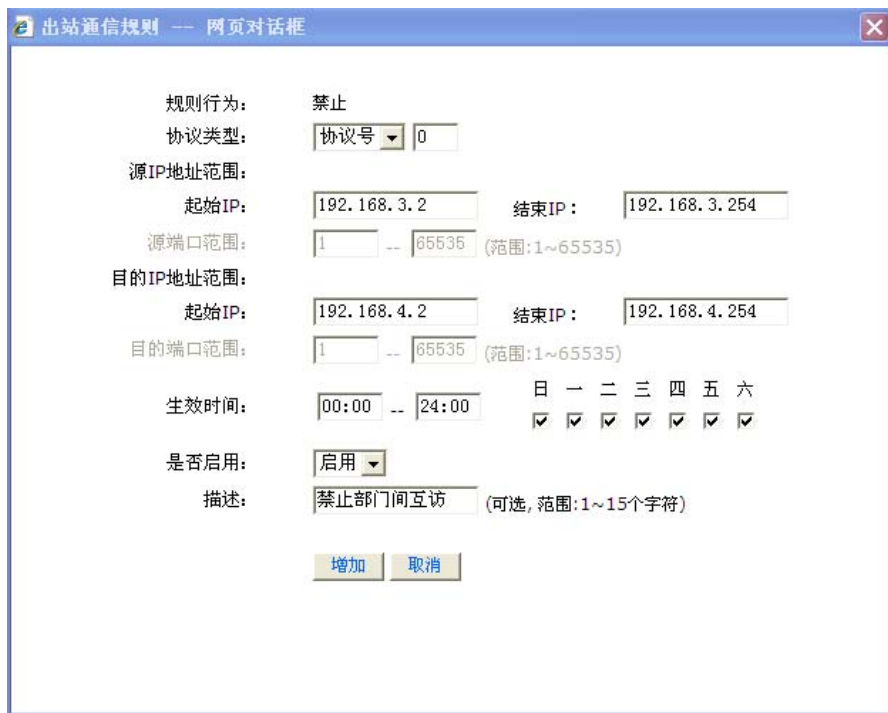 出站通信规则 -- 网页对话框
规则行为： 禁止
协议类型： 协议号 0
源IP地址范围：
起始IP： 192.168.3.2 结束IP： 192.168.3.254
源端口范围： 1 -- 65535 (范围:1~65535)
目的IP地址范围：
起始IP： 192.168.4.2 结束IP： 192.168.4.254
目的端口范围： 1 -- 65535 (范围:1~65535)
日 一 二 三 四 五 六
生效时间： 00:00 -- 24:00
是否启用： 启用
描述： 禁止部门间互访 (可选, 范围:1~15个字符)
增加 取消